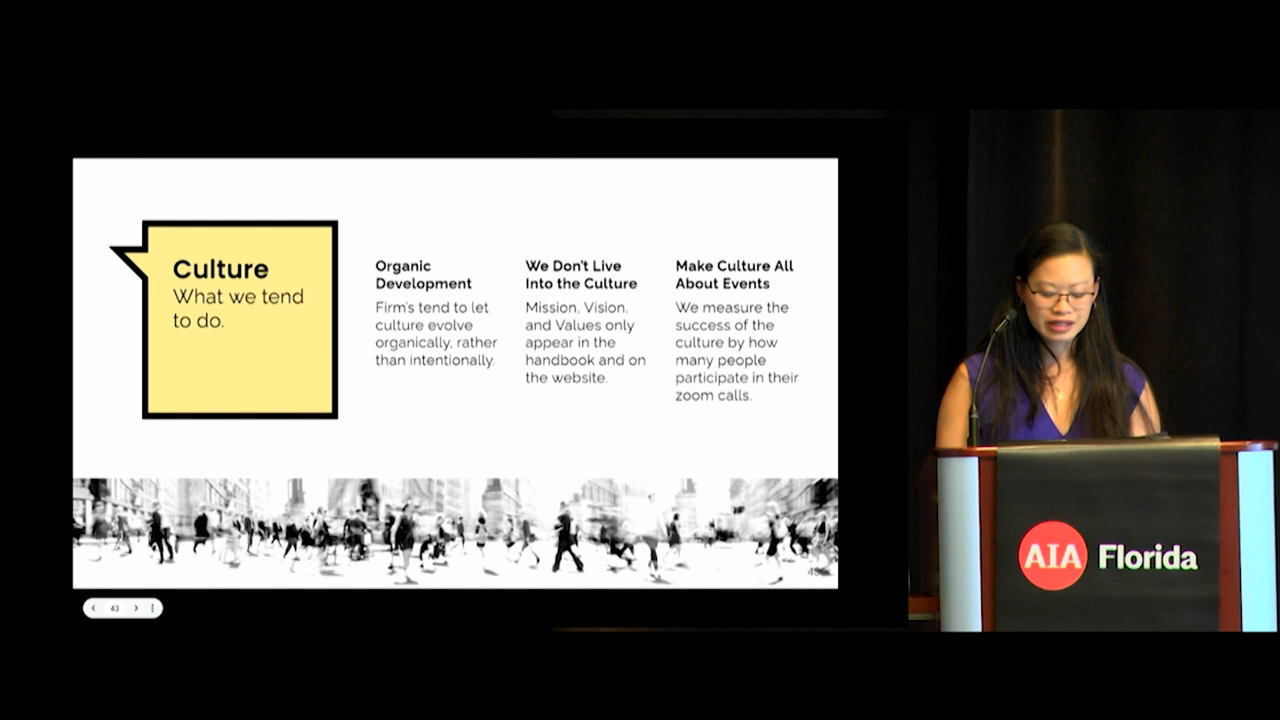 Culture
What we tend
to do.
Organic
Development
Firm's tend to let
culture evolve
organically, rather
than intentionally.
We Don't Live
Into the Culture
Mission, Vision,
and Values only
appear in the
handbook and on
the website.
Make Culture All
About Events
We measure the
success of the
culture by how
many people
participate in their
zoom calls.
43
AIA Florida